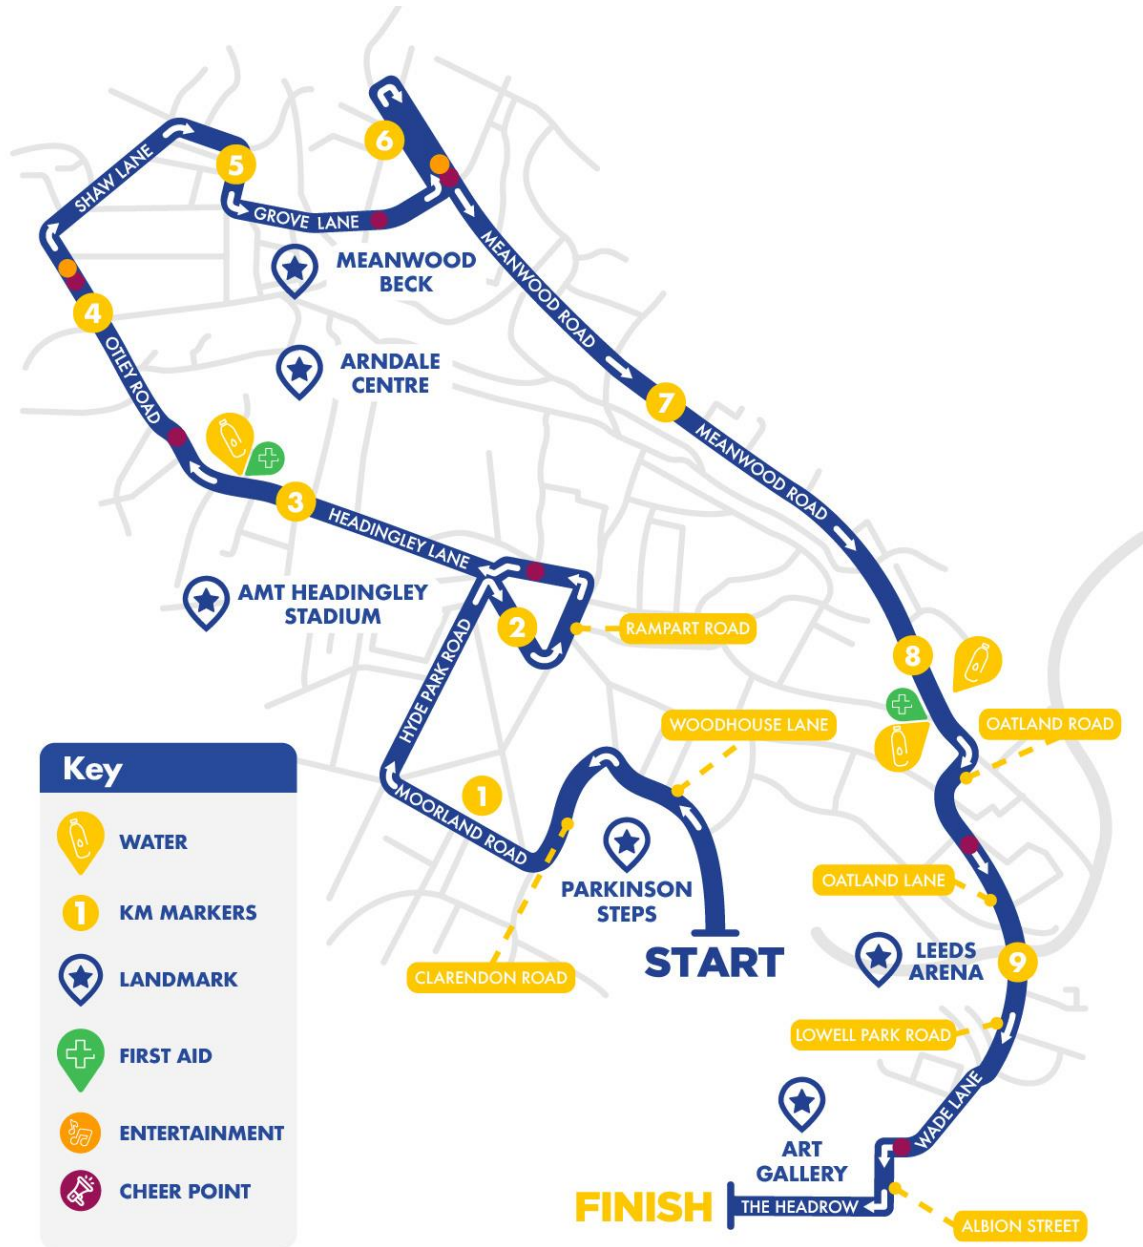 6
5
SHAW LANE
GROVE LANE
MEANWOOD
BECK
MEANWOOD ROAD
4
OTLEY ROAD
ARNDALE
CENTRE
7
MEANWOOD ROAD
3
HEADINGLEY LANE
AMT HEADINGLEY
STADIUM
2
RAMPART ROAD
8
HYDE PARK ROAD
WOODHOUSE LANE
OATLAND ROAD
1
MOORLAND ROAD
PARKINSON
STEPS
OATLAND LANE
START
CLARENDON ROAD
LEEDS
ARENA
9
LOWELL PARK ROAD
WADE LANE
ART
GALLERY
FINISH
THE HEADROW
ALBION STREET
Key
WATER
1
KM MARKERS
LANDMARK
FIRST AID
ENTERTAINMENT
CHEER POINT